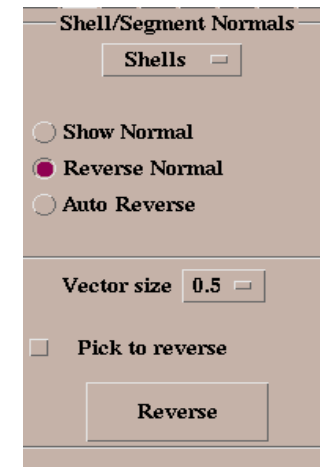 Shell/Segment Normals
Shells
Show Normal
Reverse Normal
Auto Reverse
Vector size 0.5
Pick to reverse
Reverse